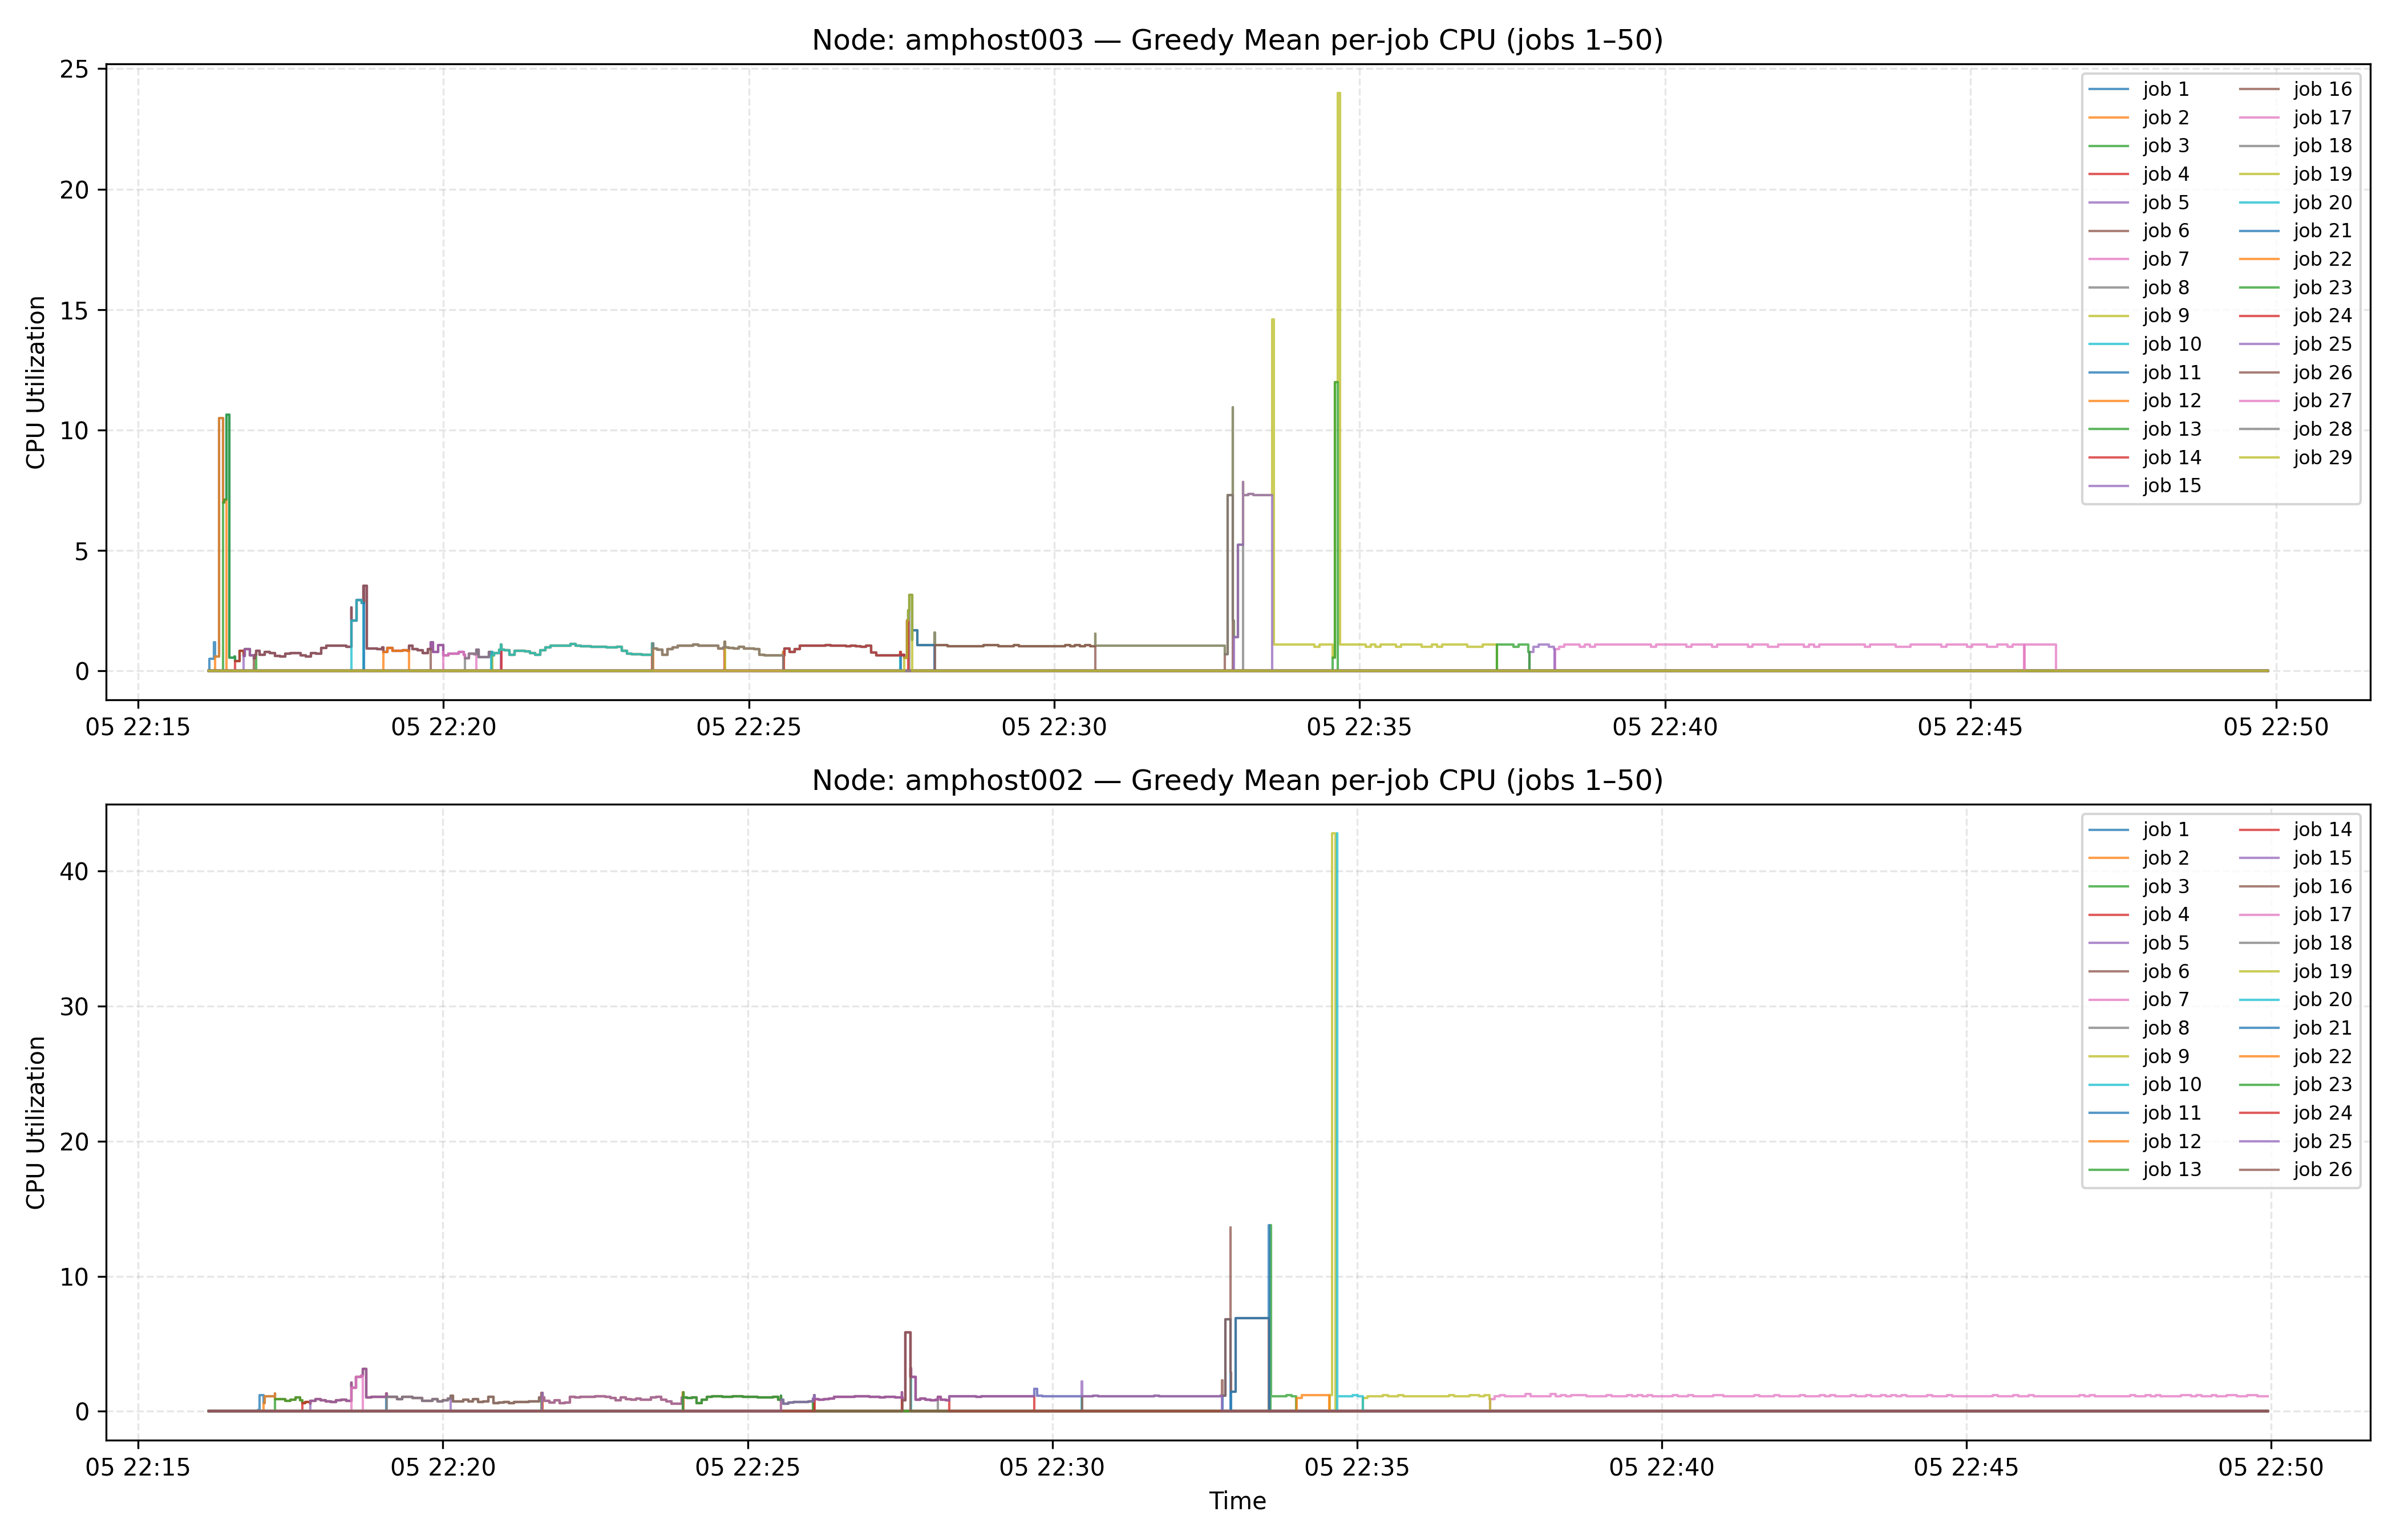 Node: amphost003 — Greedy Mean per-job CPU (jobs 1–50)
CPU Utilization
25
20
15
10
5
0
05 22:15
05 22:20
05 22:25
05 22:30
05 22:35
05 22:40
05 22:45
05 22:50
job 1
job 2
job 3
job 4
job 5
job 6
job 7
job 8
job 9
job 10
job 11
job 12
job 13
job 14
job 15
job 16
job 17
job 18
job 19
job 20
job 21
job 22
job 23
job 24
job 25
job 26
job 27
job 28
job 29
Node: amphost002 — Greedy Mean per-job CPU (jobs 1–50)
CPU Utilization
40
30
20
10
0
05 22:15
05 22:20
05 22:25
05 22:30
05 22:35
05 22:40
05 22:45
05 22:50
Time
job 1
job 2
job 3
job 4
job 5
job 6
job 7
job 8
job 9
job 10
job 11
job 12
job 13
job 14
job 15
job 16
job 17
job 18
job 19
job 20
job 21
job 22
job 23
job 24
job 25
job 26